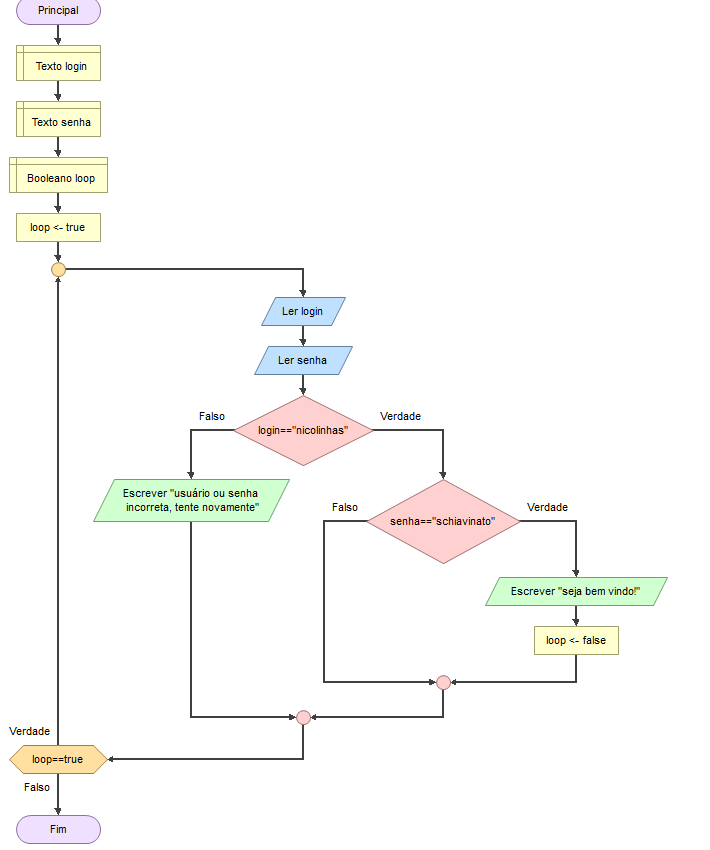 Principal
Texto login
Texto senha
Booleano loop
loop <- true
Ler login
Ler senha
Falso
Verdade
login=="nicolinhas"
Escrever "usuário ou senha
incorreta, tente novamente"
Falso
Verdade
senha=="schiavinato"
Escrever "seja bem vindo!"
loop <- false
Verdade
loop==true
Falso
Fim